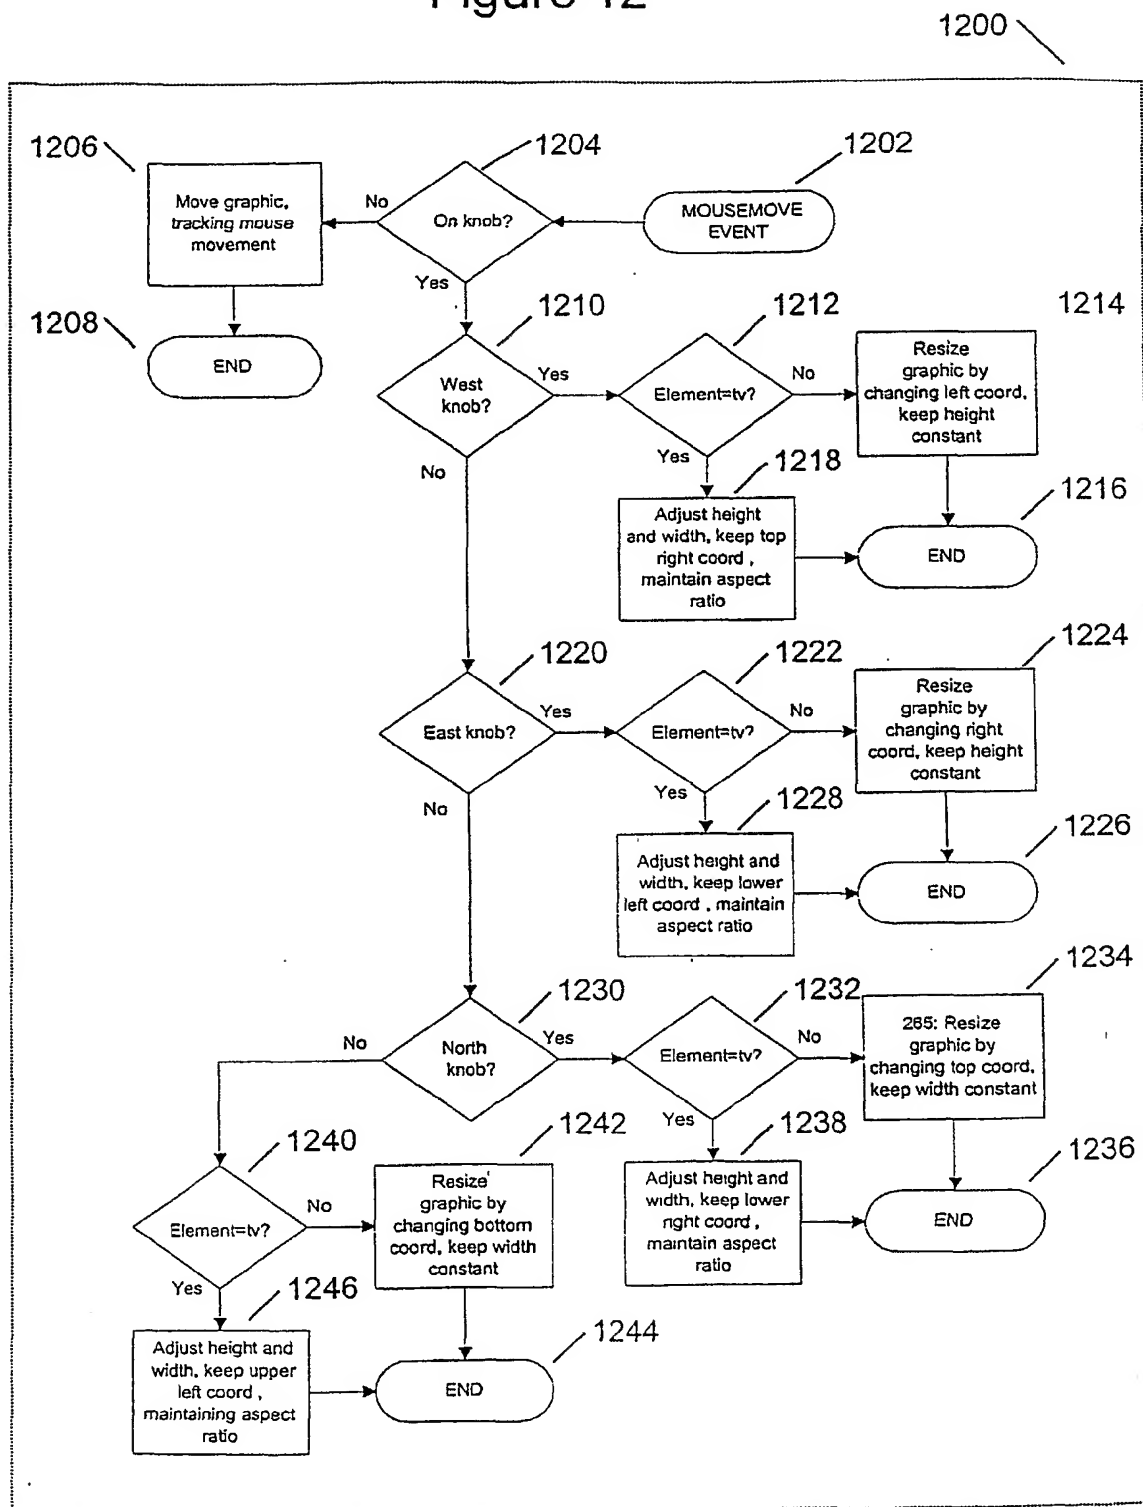 Figure 12
1200
1206
1204
1202
Move graphic,
tracking mouse
movement
No
On knob?
MOUSEMOVE
EVENT
Yes
1208
END
1210
1212
1214
West
knob?
Yes
Element=tv?
No
Resize
graphic by
changing left coord,
keep height
constant
No
Yes
1218
1216
Adjust height
and width, keep top
right coord ,
maintain aspect
ratio
END
1220
1222
1224
East knob?
Yes
Element=tv?
No
Resize
graphic by
changing right
coord, keep height
constant
No
Yes
1228
1226
Adjust height and
width, keep lower
left coord , maintain
aspect ratio
END
1230
1232
1234
No
North
knob?
Yes
Element=tv?
No
265: Resize
graphic by
changing top coord,
keep width constant
Yes
1240
1242
1238
1236
Element=tv?
No
Resize
graphic by
changing bottom
coord, keep width
constant
Adjust height and
width, keep lower
right coord ,
maintain aspect
ratio
END
Yes
1246
1244
Adjust height and
width, keep upper
left coord ,
maintaining aspect
ratio
END